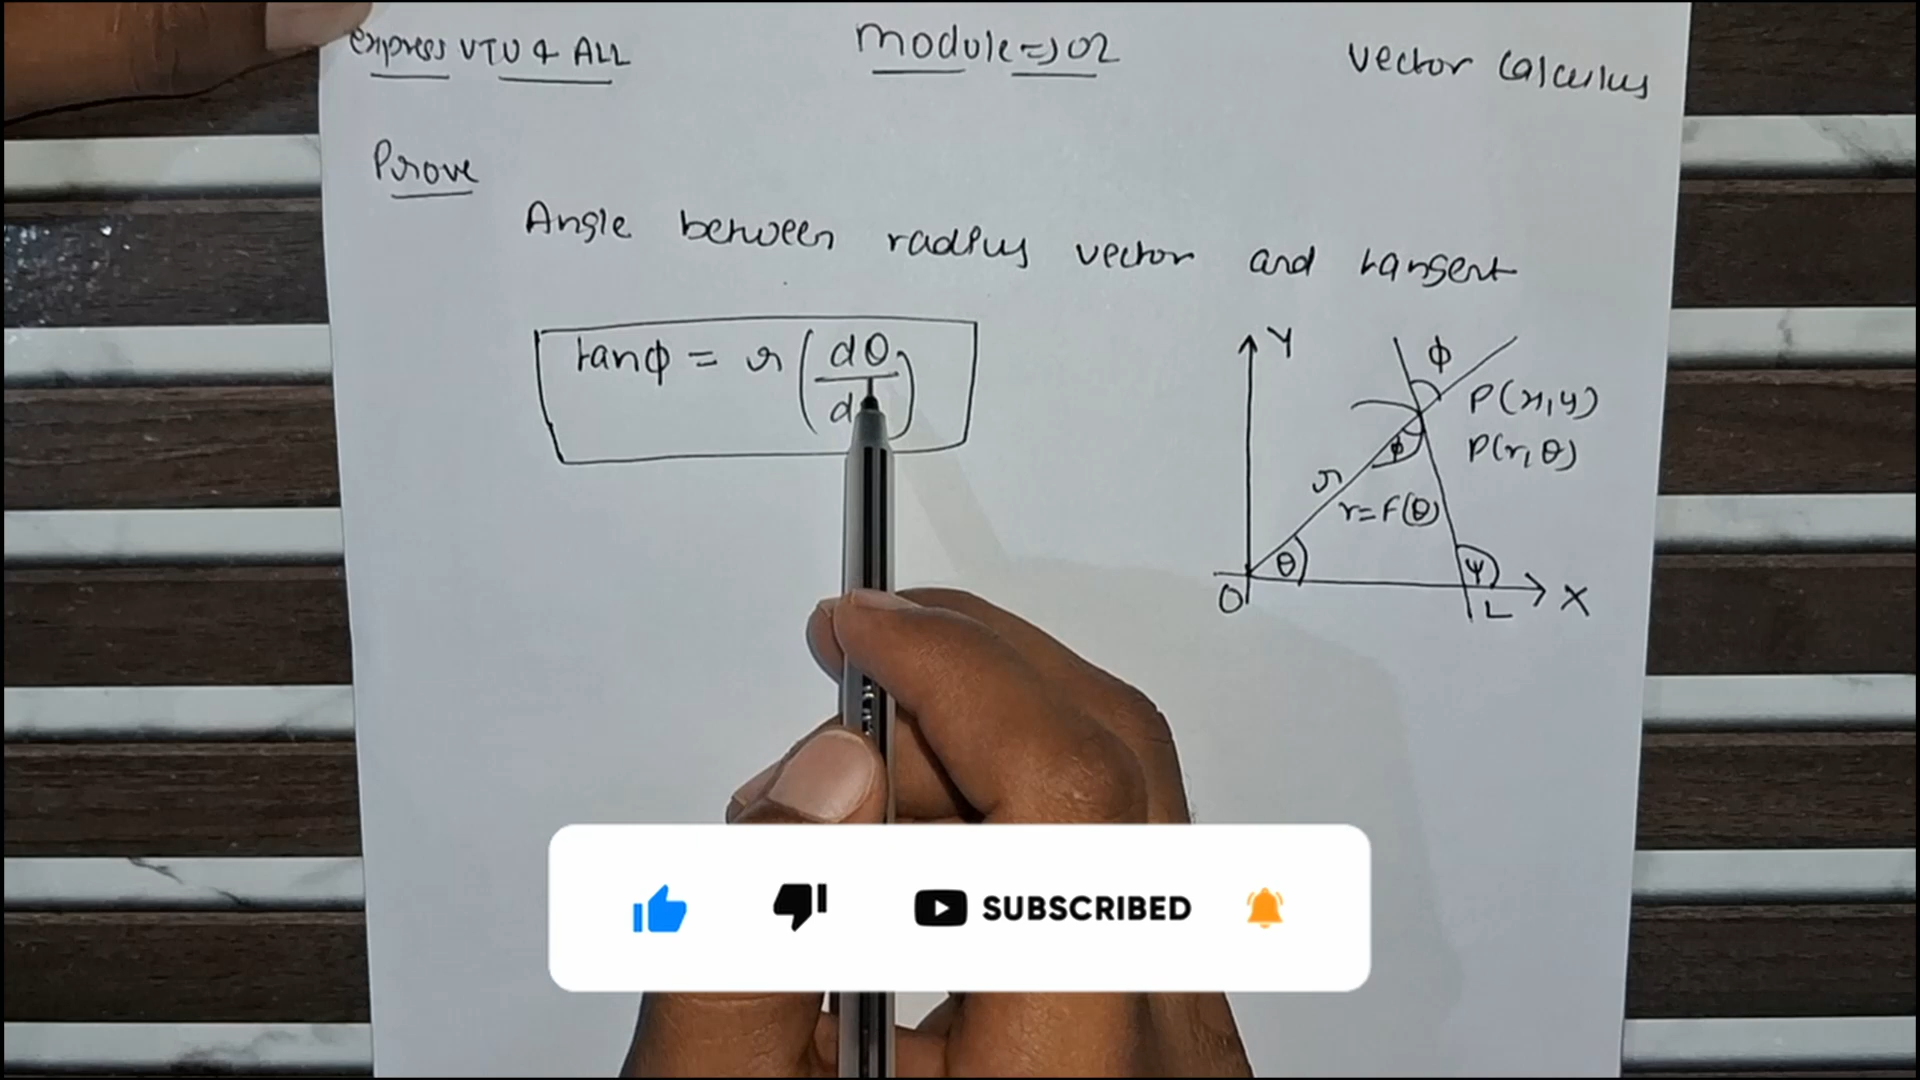 express VTU & ALL
module => 02
Vector Calculus
Prove
Angle between radius vector and tangent
tanφ = r (dθ/d
Y
φ
P(x,y)
P(r,θ)
φ
r
r=f(θ)
θ
ψ
O
L
X
SUBSCRIBED